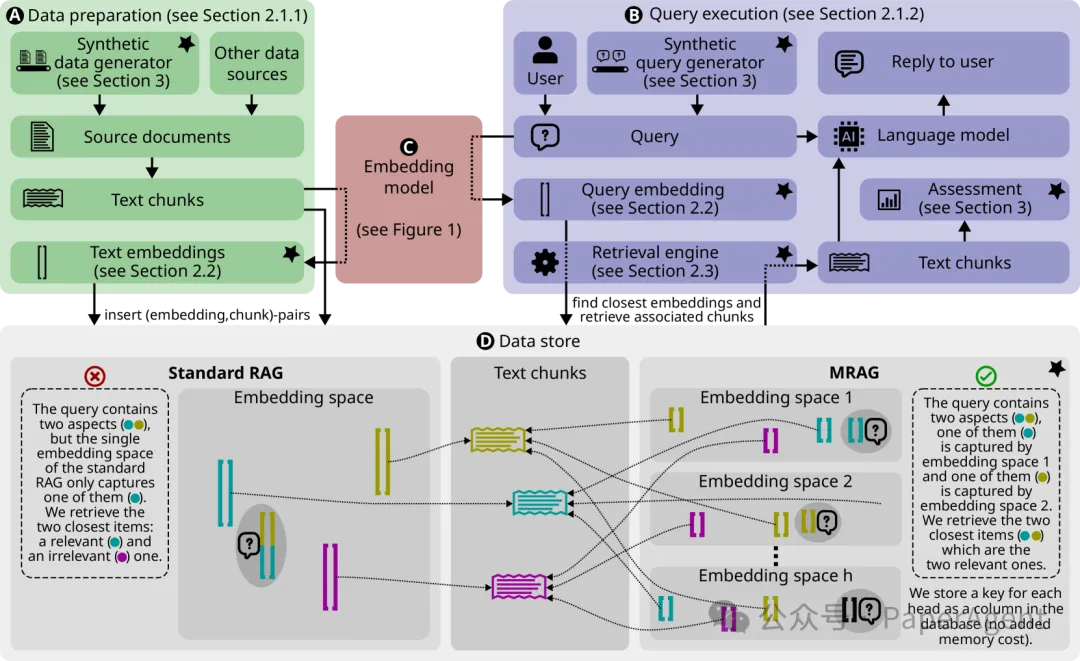 A Data preparation (see Section 2.1.1)
Synthetic
data generator
(see Section 3)
Other data
sources
Source documents
Text chunks
Text embeddings
(see Section 2.2)
C
Embedding
model
(see Figure 1)
B Query execution (see Section 2.1.2)
User
Synthetic
query generator
(see Section 3)
Reply to user
Query
AI Language model
Query embedding
(see Section 2.2)
Assessment
(see Section 3)
Retrieval engine
(see Section 2.3)
Text chunks
insert (embedding,chunk)-pairs
find closest embeddings and
retrieve associated chunks
D Data store
Standard RAG
The query contains
two aspects (),
but the single
embedding space
of the standard
RAG only captures
one of them ().
We retrieve the
two closest items:
a relevant () and
an irrelevant () one.
Embedding space
?
Text chunks
MRAG
Embedding space 1
?
Embedding space 2
?
Embedding space h
?
The query contains
two aspects (),
one of them ()
is captured by
embedding space 1
and one of them ()
is captured by
embedding space 2.
We retrieve the two
closest items ()
which are the
two relevant ones.
We store a key for each
head as a column in the
database (no added
memory cost).
公众号 · PaperAgent